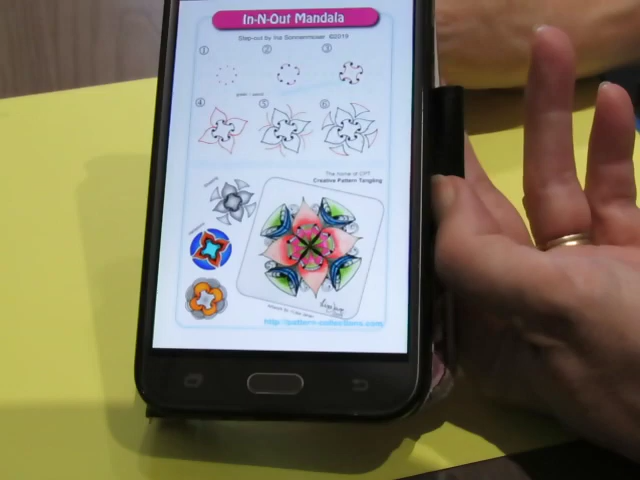 In-N-Out Mandala
Step-out by Ina Sonnenmoser ©2019
1 2 3
4 5 6
The home of CPT
Creative Pattern Tangling
http://pattern-collections.com